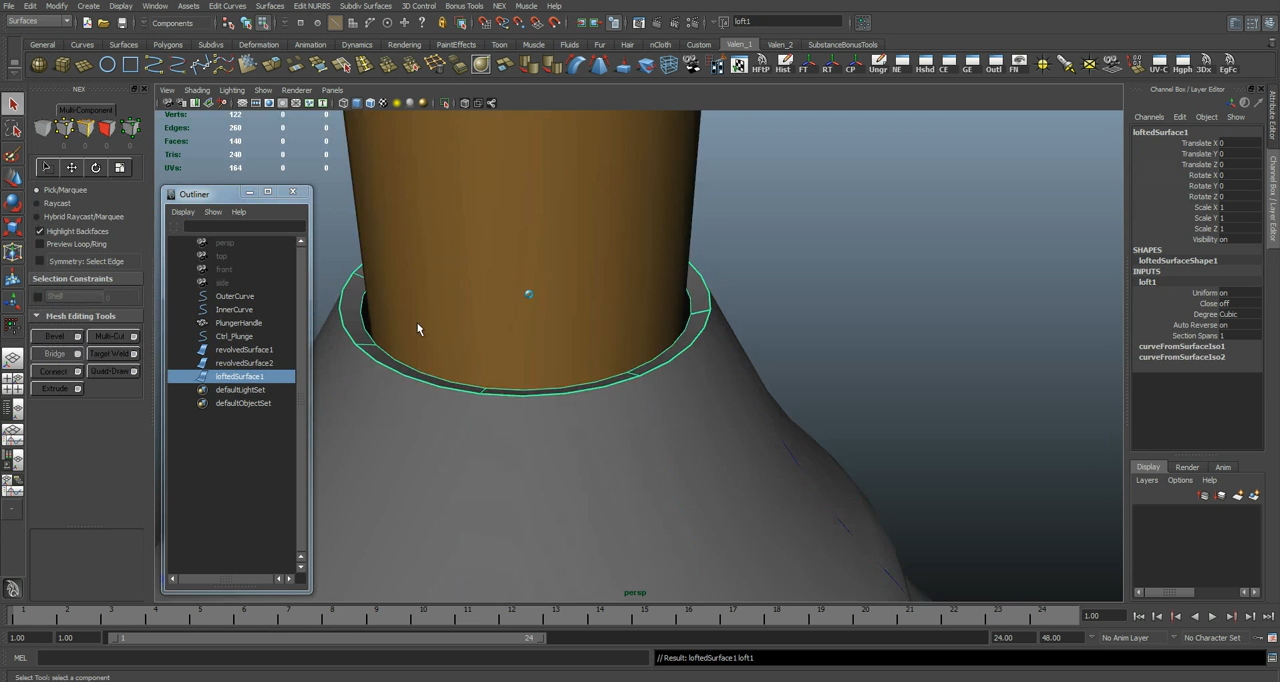 File Edit Modify Create Display Window Assets Edit Curves Surfaces Edit NURBS Subdiv Surfaces 3D Control Bonus Tools NEX Muscle Help
Surfaces Components loft1
General Curves Surfaces Polygons Subdivs Deformation Animation Dynamics Rendering PaintEffects Toon Muscle Fluids Fur Hair nCloth Custom Valen_1 Valen_2 SubstanceBonusTools
HFtP Hist FT RT CP Ungr NE Hshd CE GE Outl FN UV-C Hgph 3Dx EgFc
NEX
View Shading Lighting Show Renderer Panels
Channel Box / Layer Editor
Multi-Component
Channels Edit Object Show
Verts: 122 0 0
Edges: 260 0 0
Faces: 140 0 0
Tris: 240 0 0
UVs: 164 0 0
Pick/Marquee
Raycast
Hybrid Raycast/Marquee
Highlight Backfaces
Preview Loop/Ring
Symmetry: Select Edge
Selection Constraints
Shell
Mesh Editing Tools
Bevel Multi-Cut
Bridge Target Weld
Connect Quad-Draw
Extrude
Outliner
Display Show Help
persp
top
front
side
OuterCurve
InnerCurve
PlungerHandle
Ctrl_Plunge
revolvedSurface1
revolvedSurface2
loftedSurface1
defaultLightSet
defaultObjectSet
persp
loftedSurface1
Translate X 0
Translate Y 0
Translate Z 0
Rotate X 0
Rotate Y 0
Rotate Z 0
Scale X 1
Scale Y 1
Scale Z 1
Visibility on
SHAPES
loftedSurfaceShape1
INPUTS
loft1
Uniform on
Close off
Degree Cubic
Auto Reverse on
Section Spans 1
curveFromSurfaceIso1
curveFromSurfaceIso2
Display Render Anim
Layers Options Help
Attribute Editor
Channel Box / Layer Editor
1 2 3 4 5 6 7 8 9 10 11 12 13 14 15 16 17 18 19 20 21 22 23 24 1.00
1.00 1.00 1 24 24.00 48.00 No Anim Layer No Character Set
MEL // Result: loftedSurface1 loft1
Select Tool: select a component